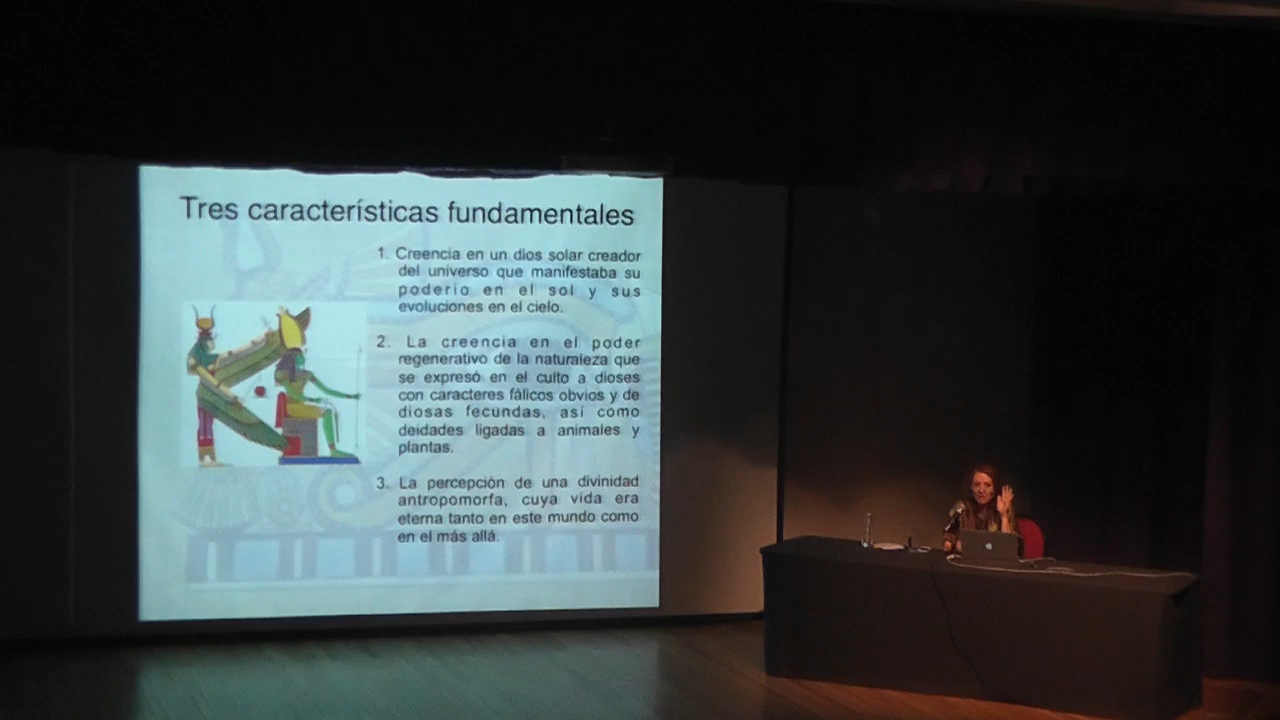 Tres características fundamentales
1. Creencia en un dios solar creador
del universo que manifestaba su
poderio en el sol y sus
evoluciones en el cielo.
2. La creencia en el poder
regenerativo de la naturaleza que
se expresó en el culto a dioses
con caracteres fálicos obvios y de
diosas fecundas, así como
deidades ligadas a animales y
plantas.
3. La percepción de una divinidad
antropomorfa, cuya vida era
eterna tanto en este mundo como
en el más allá.